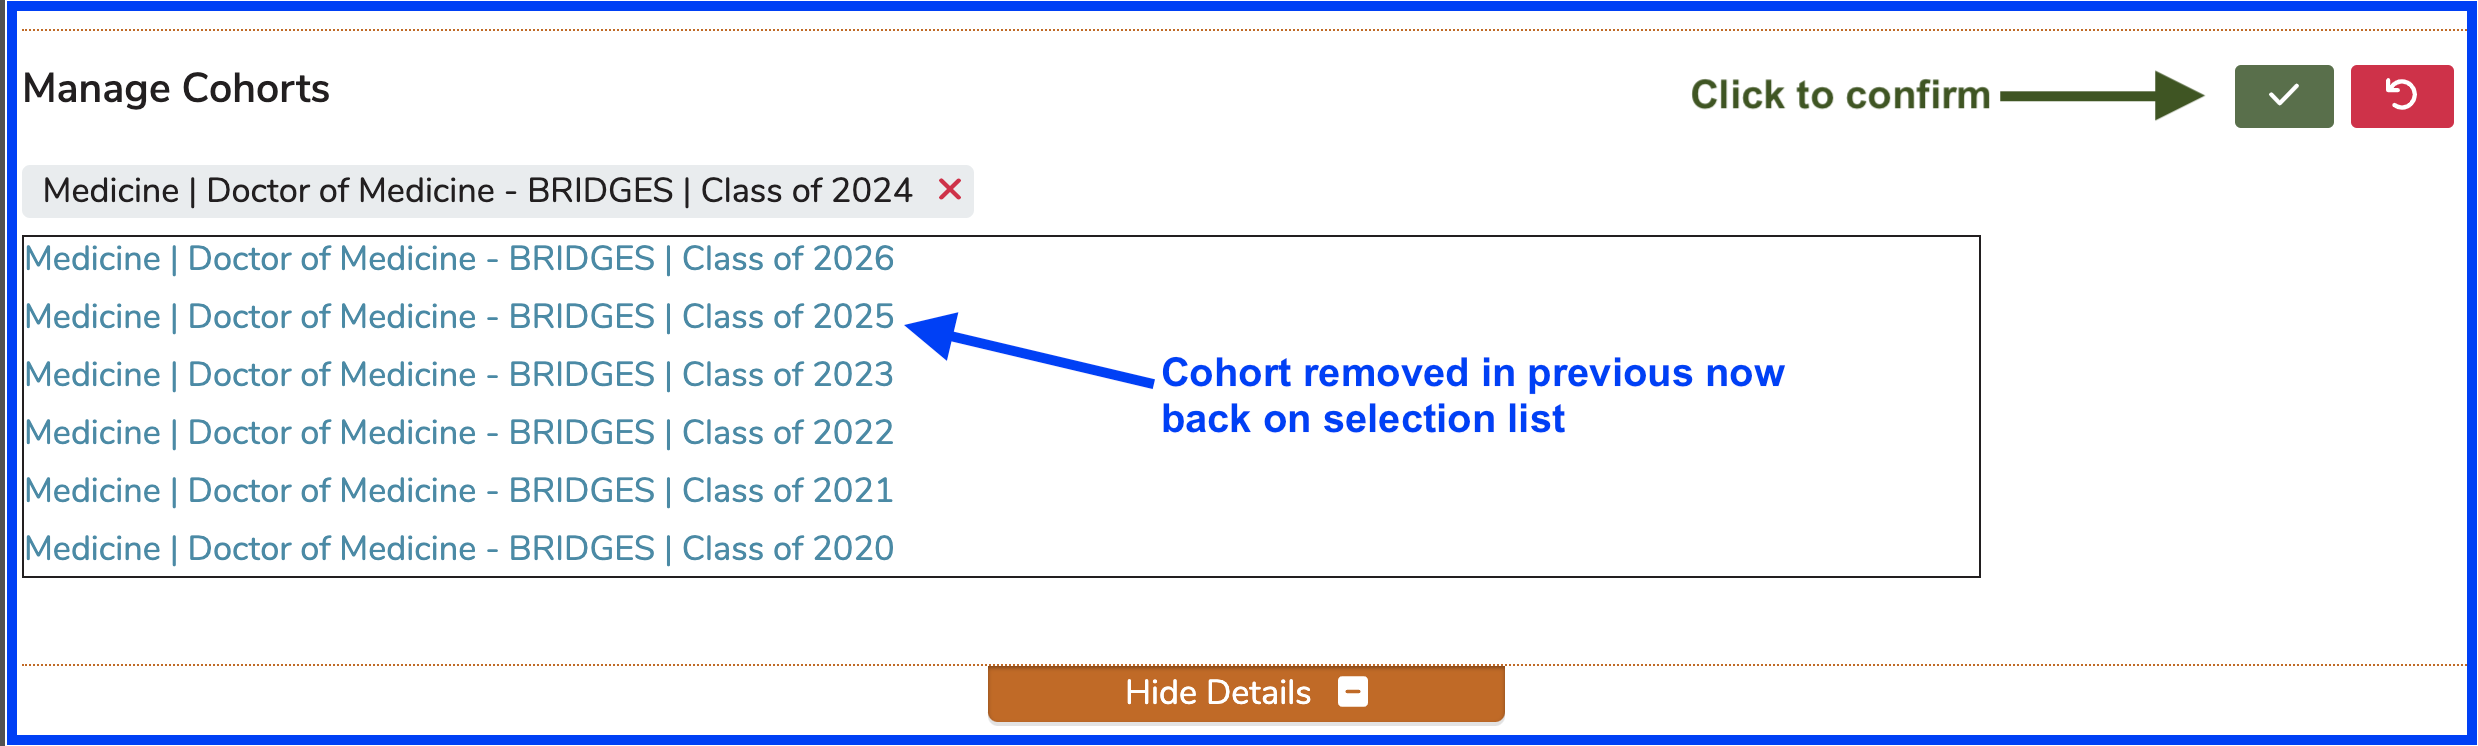 Manage Cohorts
Click to confirm
Medicine | Doctor of Medicine - BRIDGES | Class of 2024
Medicine | Doctor of Medicine - BRIDGES | Class of 2026
Medicine | Doctor of Medicine - BRIDGES | Class of 2025
Medicine | Doctor of Medicine - BRIDGES | Class of 2023
Medicine | Doctor of Medicine - BRIDGES | Class of 2022
Medicine | Doctor of Medicine - BRIDGES | Class of 2021
Medicine | Doctor of Medicine - BRIDGES | Class of 2020
Cohort removed in previous now
back on selection list
Hide Details